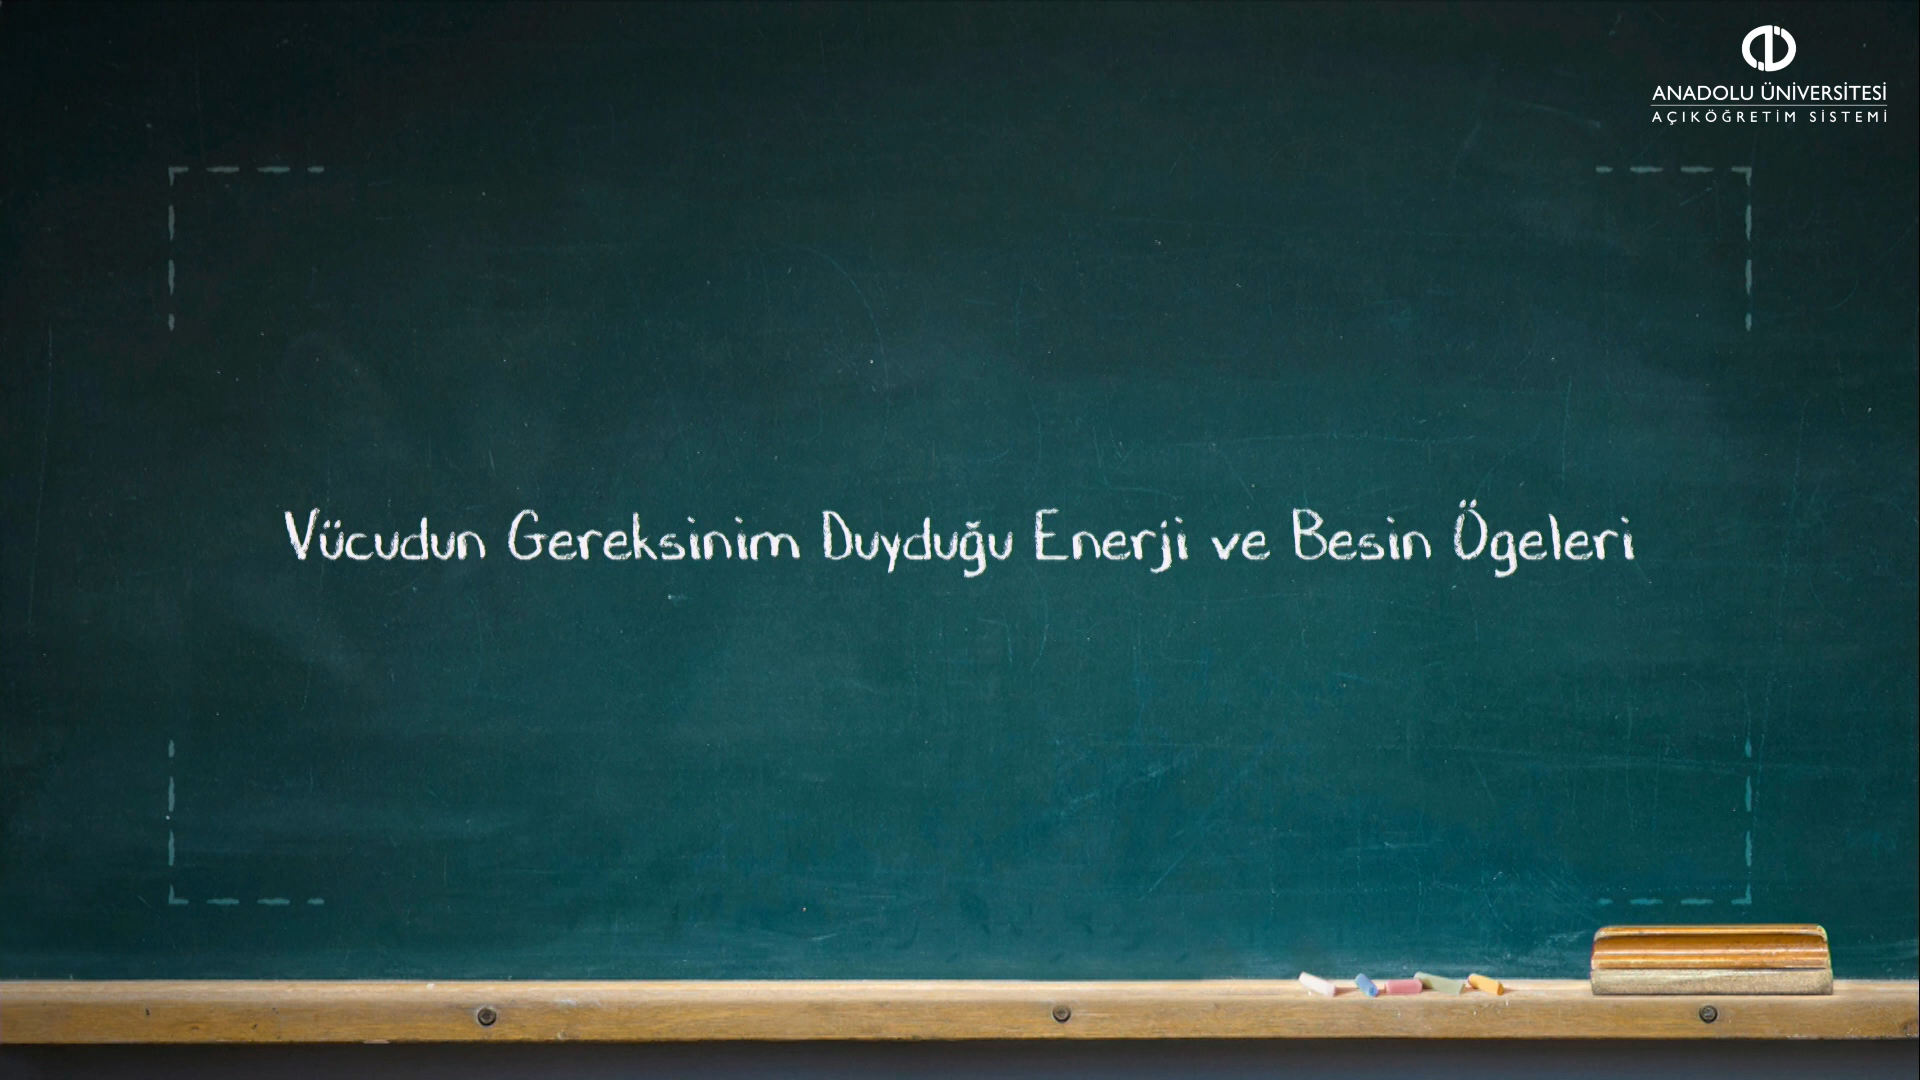 ANADOLU ÜNİVERSİTESİ
AÇIKÖĞRETİM SİSTEMİ
Vücudun Gereksinim Duyduğu Enerji ve Besin Ögeleri